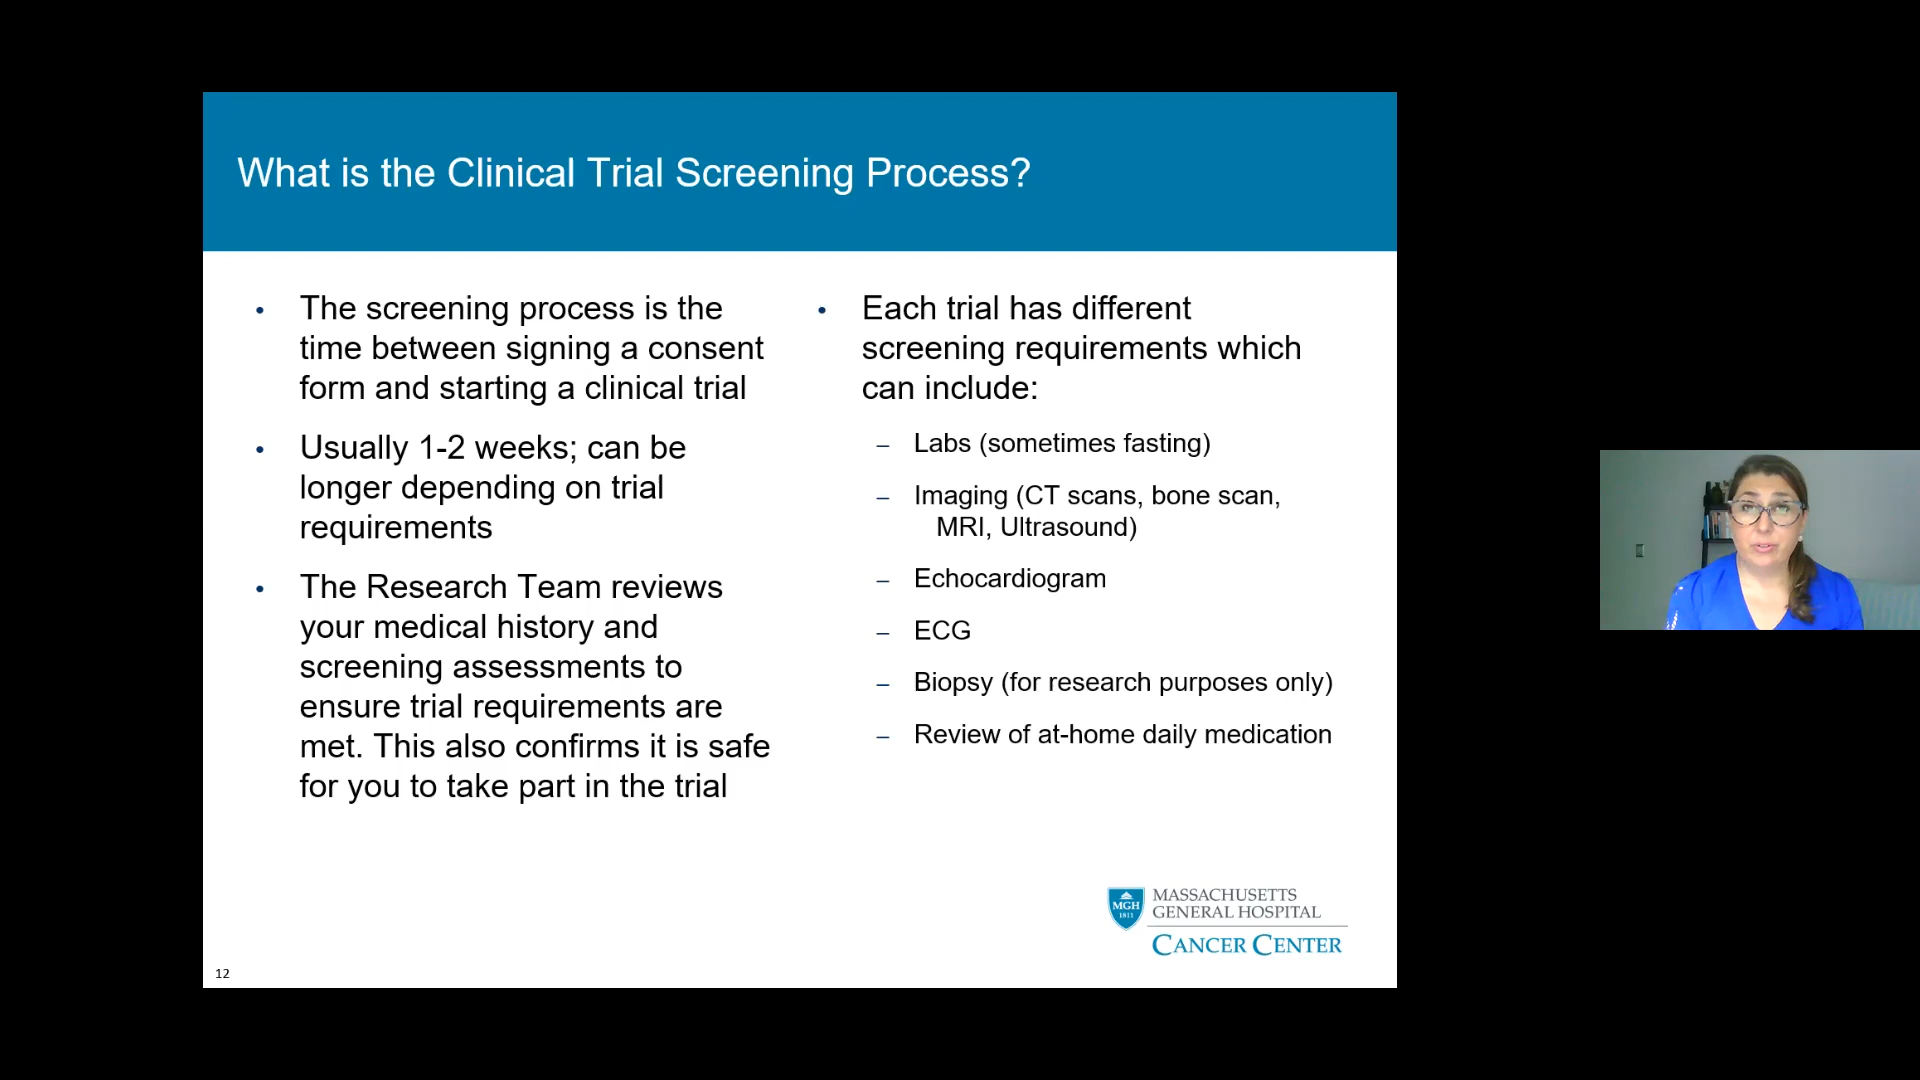 What is the Clinical Trial Screening Process?
• The screening process is the
time between signing a consent
form and starting a clinical trial
• Usually 1-2 weeks; can be
longer depending on trial
requirements
• The Research Team reviews
your medical history and
screening assessments to
ensure trial requirements are
met. This also confirms it is safe
for you to take part in the trial
• Each trial has different
screening requirements which
can include:
– Labs (sometimes fasting)
– Imaging (CT scans, bone scan,
MRI, Ultrasound)
– Echocardiogram
– ECG
– Biopsy (for research purposes only)
– Review of at-home daily medication
MGH
1811
MASSACHUSETTS
GENERAL HOSPITAL
CANCER CENTER
12